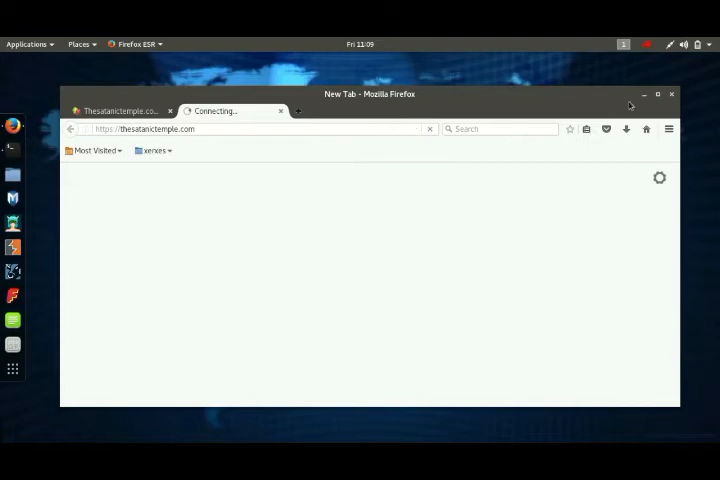 Applications Places Firefox ESR Fri 11:09 1
New Tab - Mozilla Firefox
Thesatanictemple.co... Connecting...
https://thesatanictemple.com Search
Most Visited xerxes